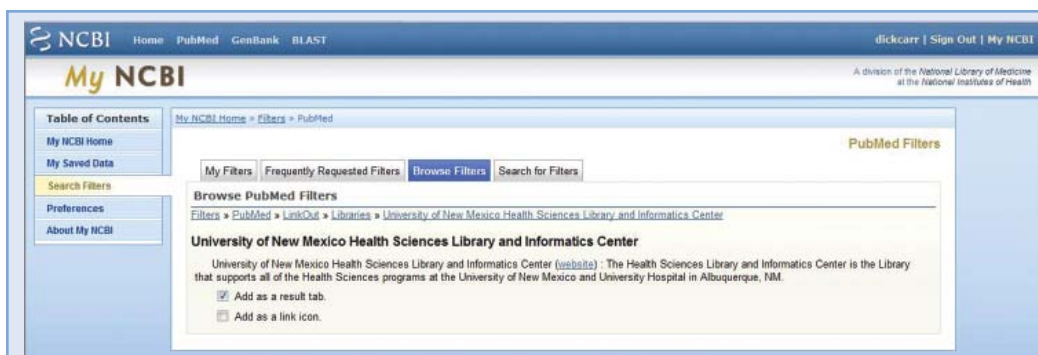 NCBI Home PubMed GenBank BLAST dickcarr | Sign Out | My NCBI
My NCBI
A division of the National Library of Medicine
at the National Institutes of Health
Table of Contents
My NCBI Home
My Saved Data
Search Filters
Preferences
About My NCBI
My NCBI Home » Filters » PubMed
PubMed Filters
My Filters Frequently Requested Filters Browse Filters Search for Filters
Browse PubMed Filters
Filters » PubMed » LinkOut » Libraries » University of New Mexico Health Sciences Library and Informatics Center
University of New Mexico Health Sciences Library and Informatics Center
University of New Mexico Health Sciences Library and Informatics Center (website) : The Health Sciences Library and Informatics Center is the Library
that supports all of the Health Sciences programs at the University of New Mexico and University Hospital in Albuquerque, NM.
Add as a result tab.
Add as a link icon.